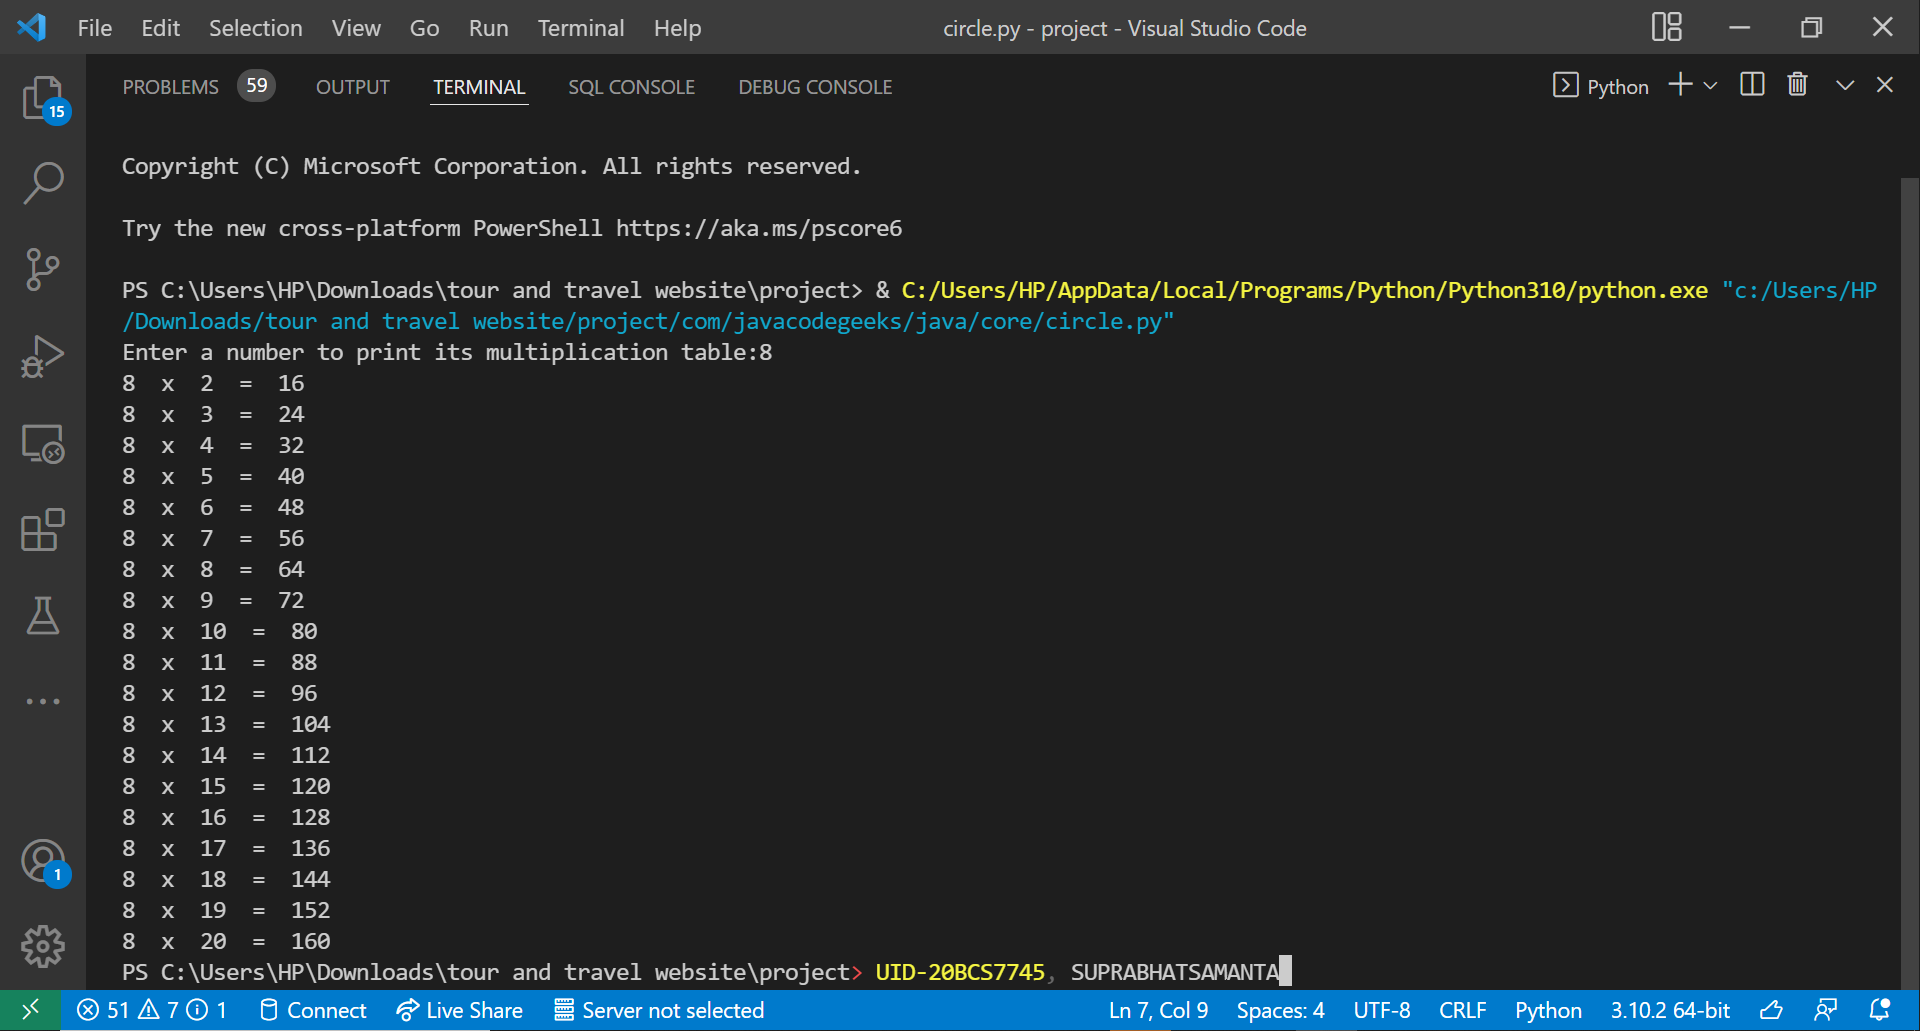 File Edit Selection View Go Run Terminal Help circle.py - project - Visual Studio Code
PROBLEMS 59 OUTPUT TERMINAL SQL CONSOLE DEBUG CONSOLE Python
15
Copyright (C) Microsoft Corporation. All rights reserved.
Try the new cross-platform PowerShell https://aka.ms/pscore6
PS C:\Users\HP\Downloads\tour and travel website\project> & C:/Users/HP/AppData/Local/Programs/Python/Python310/python.exe "c:/Users/HP
/Downloads/tour and travel website/project/com/javacodegeeks/java/core/circle.py"
Enter a number to print its multiplication table:8
8  x  2  =  16
8  x  3  =  24
8  x  4  =  32
8  x  5  =  40
8  x  6  =  48
8  x  7  =  56
8  x  8  =  64
8  x  9  =  72
8  x  10  =  80
8  x  11  =  88
8  x  12  =  96
8  x  13  =  104
8  x  14  =  112
8  x  15  =  120
8  x  16  =  128
8  x  17  =  136
8  x  18  =  144
8  x  19  =  152
8  x  20  =  160
1
PS C:\Users\HP\Downloads\tour and travel website\project> UID-20BCS7745, SUPRABHATSAMANTA
51 7 1 Connect Live Share Server not selected Ln 7, Col 9 Spaces: 4 UTF-8 CRLF Python 3.10.2 64-bit